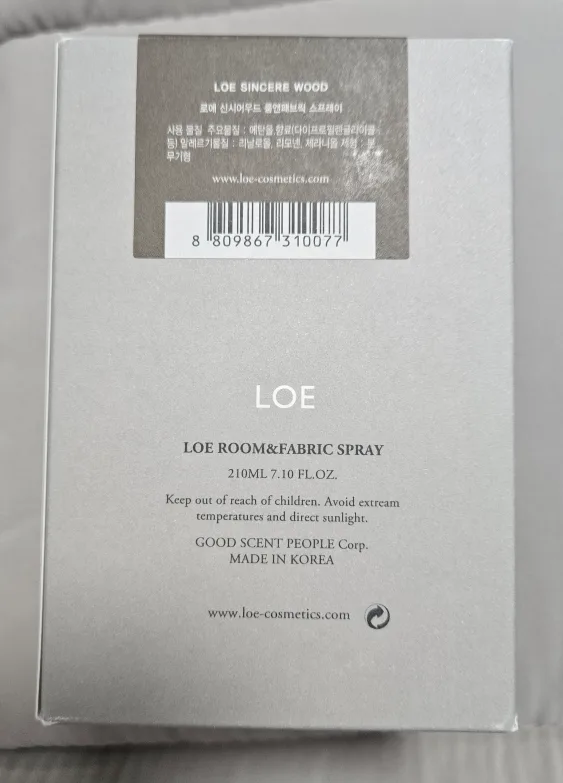 LOE SINCERE WOOD
로에 신시어우드 룸앤패브릭 스프레이
사용 물질 주요물질 : 에탄올,향료(다이프로필렌글라이콜
등) 알레르기물질 : 리날로올, 리모넨, 제라니올 제형 : 분
무기형
www.loe-cosmetics.com
8 809867 310077
LOE
LOE ROOM&FABRIC SPRAY
210ML 7.10 FL.OZ.
Keep out of reach of children. Avoid extream
temperatures and direct sunlight.
GOOD SCENT PEOPLE Corp.
MADE IN KOREA
www.loe-cosmetics.com